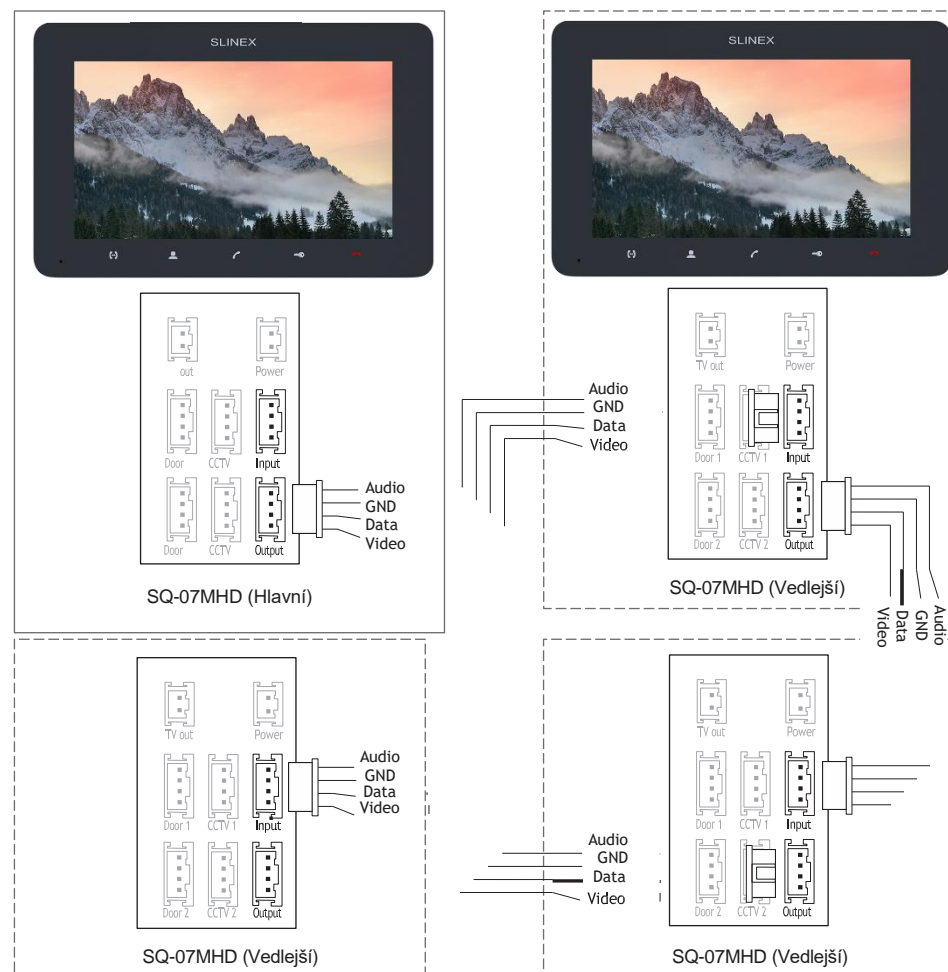 SLINEX
out
Power
Door
CCTV
Input
Door
CCTV
Output
Audio
GND
Data
Video
SQ-07MHD (Hlavní)
SLINEX
TV out
Power
Audio
GND
Data
Video
Door 1
CCTV 1
Input
Door 2
CCTV 2
Output
SQ-07MHD (Vedlejší)
Video
Data
GND
Audio
TV out
Power
Audio
GND
Data
Video
Door 1
CCTV 1
Input
Door 2
CCTV 2
Output
SQ-07MHD (Vedlejší)
TV out
Power
Door 1
CCTV 1
Input
Audio
GND
Data
Video
Door 2
CCTV 2
Output
SQ-07MHD (Vedlejší)